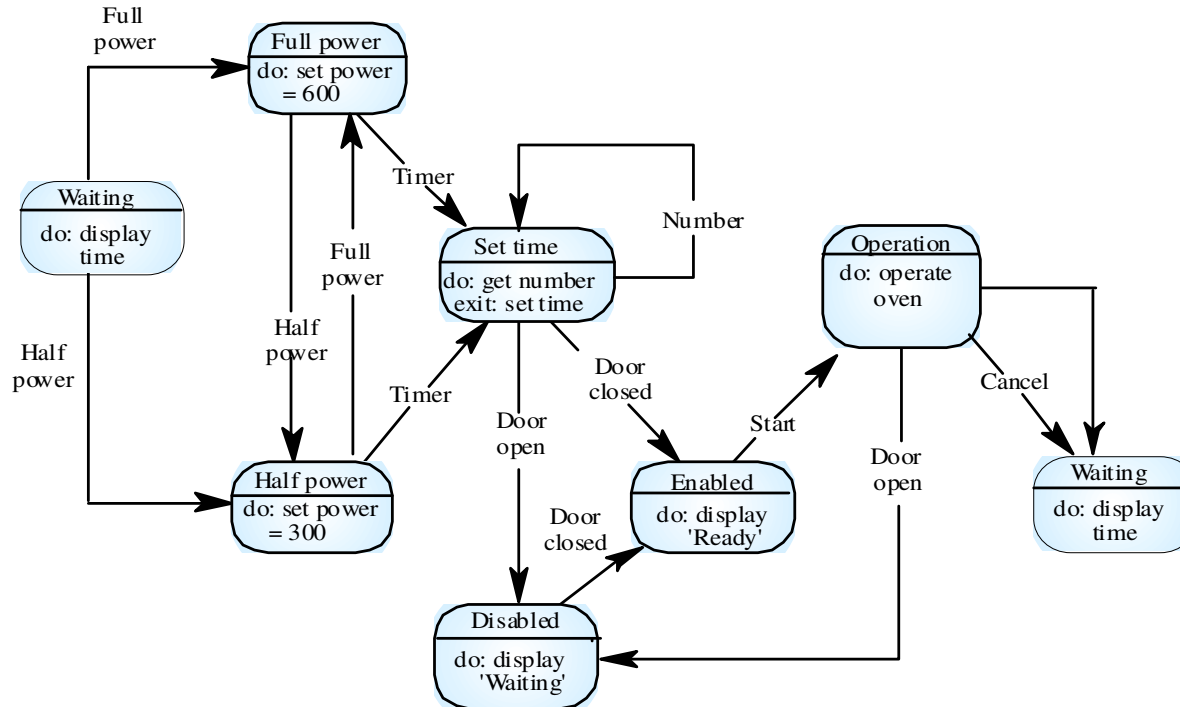 Full
power
Full power
do: set power
= 600
Waiting
do: display
time
Timer
Number
Full
power
Set time
do: get number
exit: set time
Operation
do: operate
oven
Half
power
Half
power
Timer
Door
closed
Cancel
Door
open
Start
Door
open
Half power
do: set power
= 300
Enabled
do: display
'Ready'
Waiting
do: display
time
Door
closed
Disabled
do: display
'Waiting'